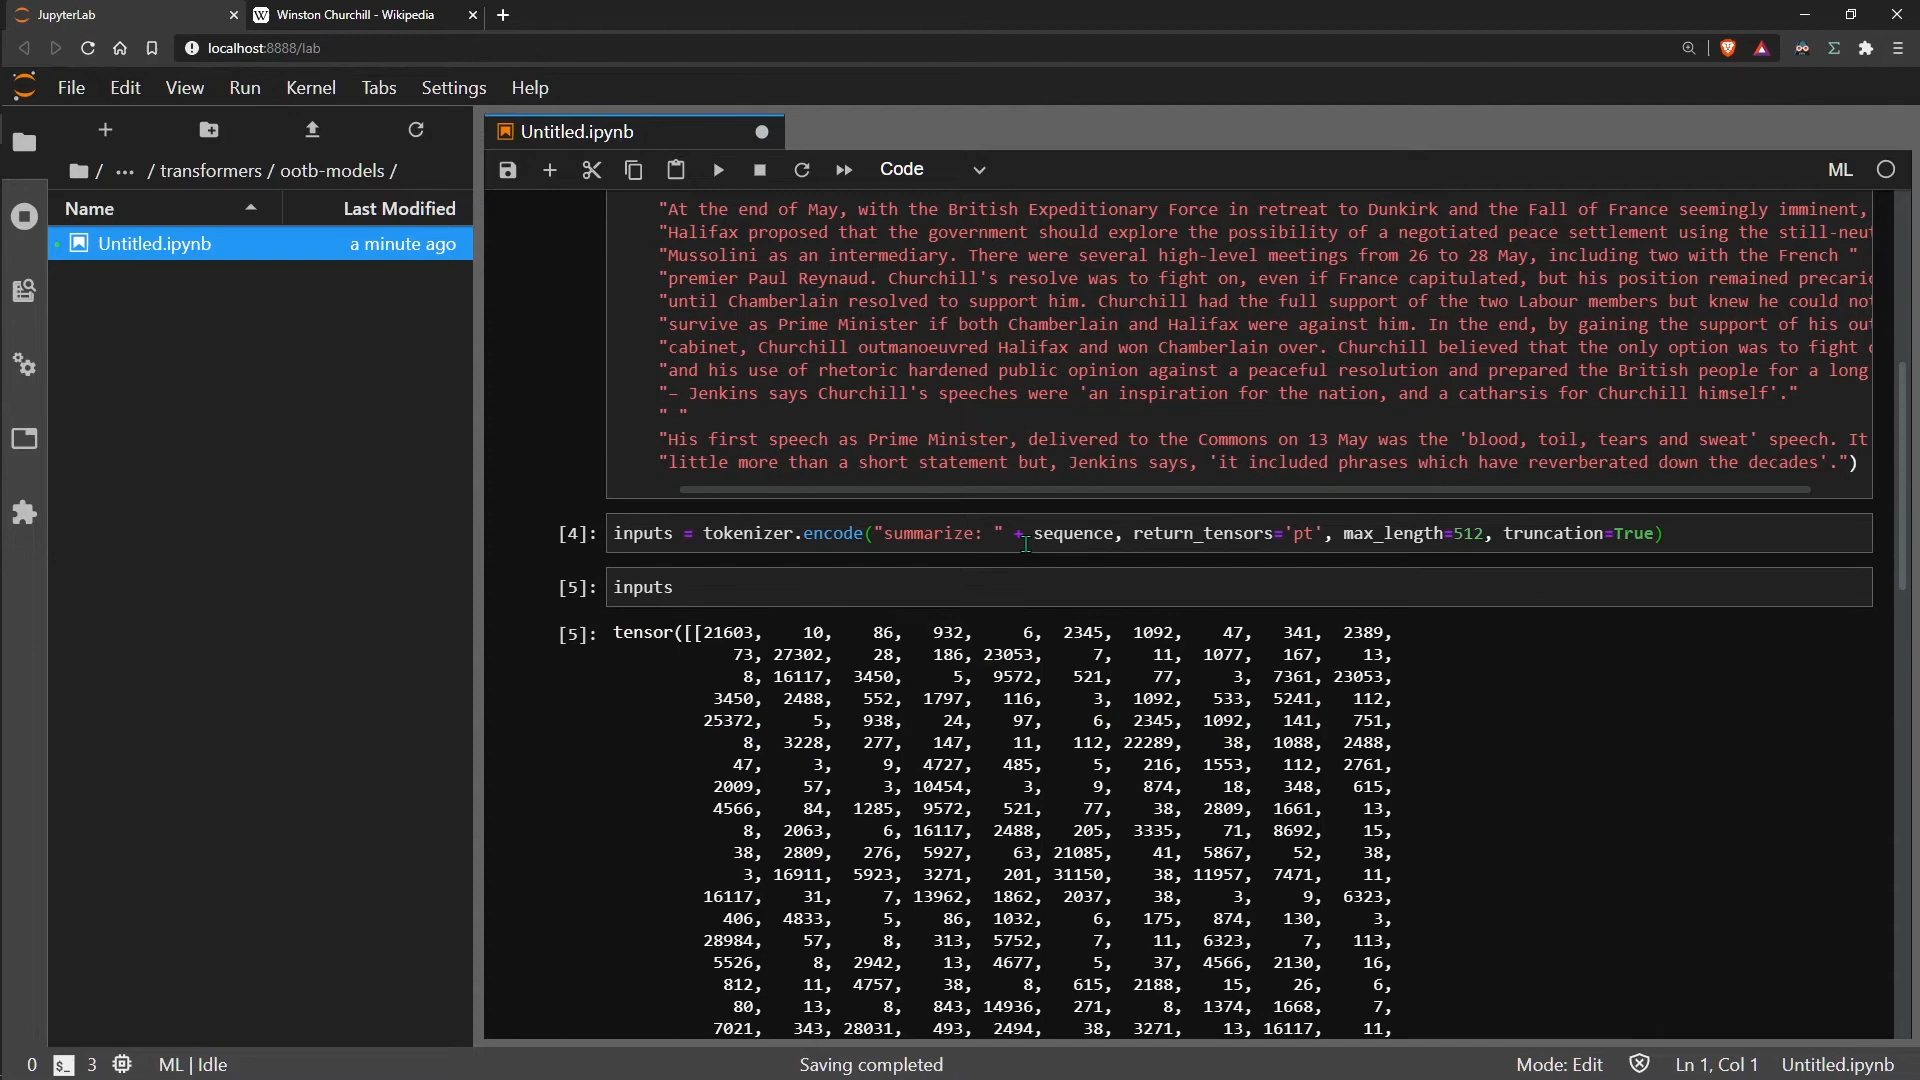 JupyterLab
Winston Churchill - Wikipedia
localhost:8888/lab
File Edit View Run Kernel Tabs Settings Help
/ ··· / transformers / ootb-models /
Name Last Modified
Untitled.ipynb a minute ago
Untitled.ipynb
Code ML
"At the end of May, with the British Expeditionary Force in retreat to Dunkirk and the Fall of France seemingly imminent,
"Halifax proposed that the government should explore the possibility of a negotiated peace settlement using the
"Mussolini as an intermediary. There were several high-level meetings from 26 to 28 May, including two with the French "
"premier Paul Reynaud. Churchill's resolve was to fight on, even if France capitulated, but his position remained
"until Chamberlain resolved to support him. Churchill had the full support of the two Labour members but knew he could
"survive as Prime Minister if both Chamberlain and Halifax were against him. In the end, by gaining the support of his
"cabinet, Churchill outmanoeuvred Halifax and won Chamberlain over. Churchill believed that the only option was to fight
"and his use of rhetoric hardened public opinion against a peaceful resolution and prepared the British people for a long
"– Jenkins says Churchill's speeches were 'an inspiration for the nation, and a catharsis for Churchill himself'."
" "
"His first speech as Prime Minister, delivered to the Commons on 13 May was the 'blood, toil, tears and sweat' speech. It
"little more than a short statement but, Jenkins says, 'it included phrases which have reverberated down the decades'.")
[4]: inputs = tokenizer.encode("summarize: " + sequence, return_tensors='pt', max_length=512, truncation=True)
[5]: inputs
[5]: tensor([[21603, 10, 86, 932, 6, 2345, 1092, 47, 341, 2389,
73, 27302, 28, 186, 23053, 7, 11, 1077, 167, 13,
8, 16117, 3450, 5, 9572, 521, 77, 3, 7361, 23053,
3450, 2488, 552, 1797, 116, 3, 1092, 533, 5241, 112,
25372, 5, 938, 24, 97, 6, 2345, 1092, 141, 751,
8, 3228, 277, 147, 11, 112, 22289, 38, 1088, 2488,
47, 3, 9, 4727, 485, 5, 216, 1553, 112, 2761,
2009, 57, 3, 10454, 3, 9, 874, 18, 348, 615,
4566, 84, 1285, 9572, 521, 77, 38, 2809, 1661, 13,
8, 2063, 6, 16117, 2488, 205, 3335, 71, 8692, 15,
38, 2809, 276, 5927, 63, 21085, 41, 5867, 52, 38,
3, 16911, 5923, 3271, 201, 31150, 38, 11957, 7471, 11,
16117, 31, 7, 13962, 1862, 2037, 38, 3, 9, 6323,
406, 4833, 5, 86, 1032, 6, 175, 874, 130, 3,
28984, 57, 8, 313, 5752, 7, 11, 6323, 7, 113,
5526, 8, 2942, 13, 4677, 5, 37, 4566, 2130, 16,
812, 11, 4757, 38, 8, 615, 2188, 15, 26, 6,
80, 13, 8, 843, 14936, 271, 8, 1374, 1668, 7,
7021, 343, 28031, 493, 2494, 38, 3271, 13, 16117, 11,
0 $_ 3 ML | Idle Saving completed Mode: Edit Ln 1, Col 1 Untitled.ipynb